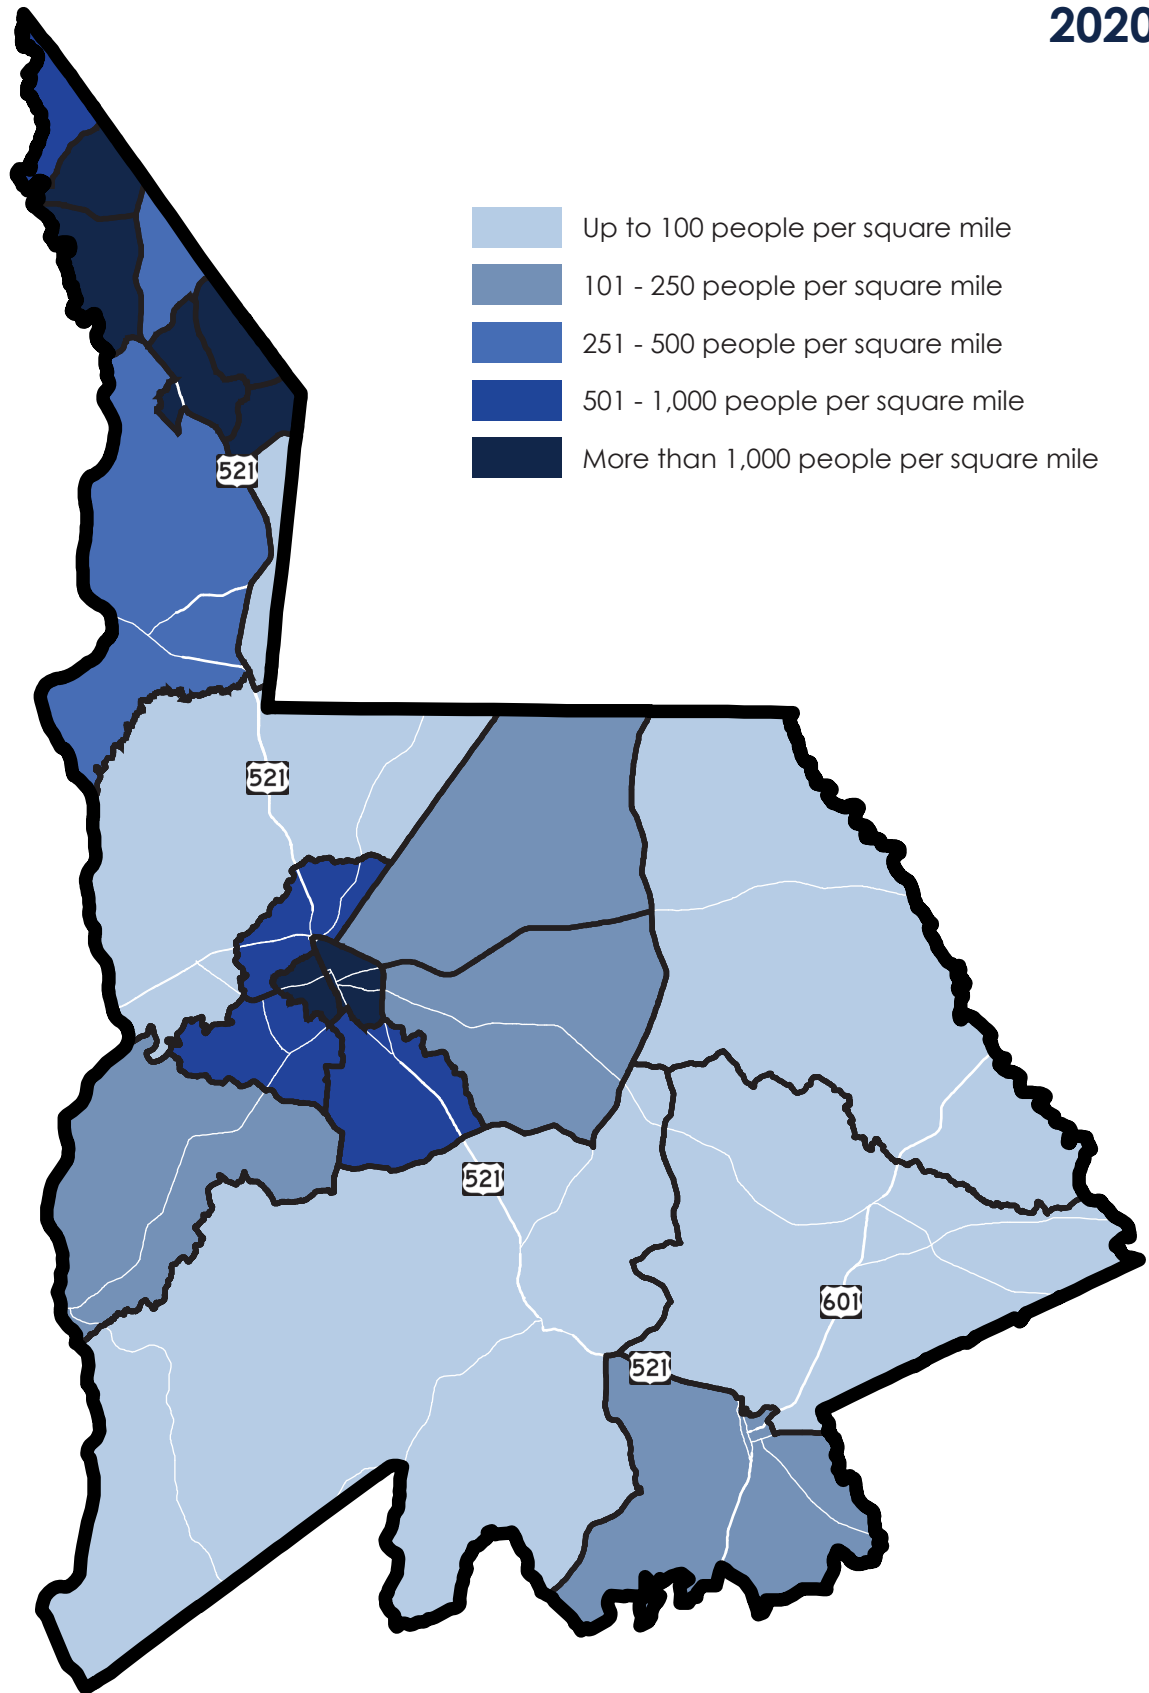 2020
Up to 100 people per square mile
101 - 250 people per square mile
251 - 500 people per square mile
501 - 1,000 people per square mile
More than 1,000 people per square mile
521
521
521
601
521